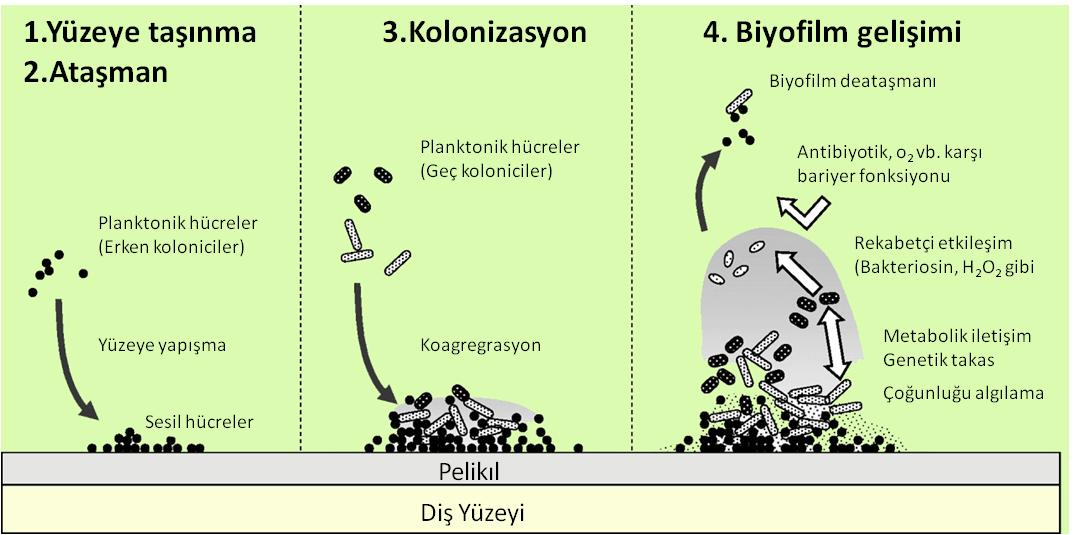 1.Yüzeye taşınma
2.Ataşman
Planktonik hücreler
(Erken koloniciler)
Yüzeye yapışma
Sesil hücreler
3.Kolonizasyon
Planktonik hücreler
(Geç koloniciler)
Koagregrasyon
4. Biyofilm gelişimi
Biyofilm deataşmanı
Antibiyotik, o₂ vb. karşı
bariyer fonksiyonu
Rekabetçi etkileşim
(Bakteriosin, H₂O₂ gibi
Metabolik iletişim
Genetik takas
Çoğunluğu algılama
Pelikıl
Diş Yüzeyi